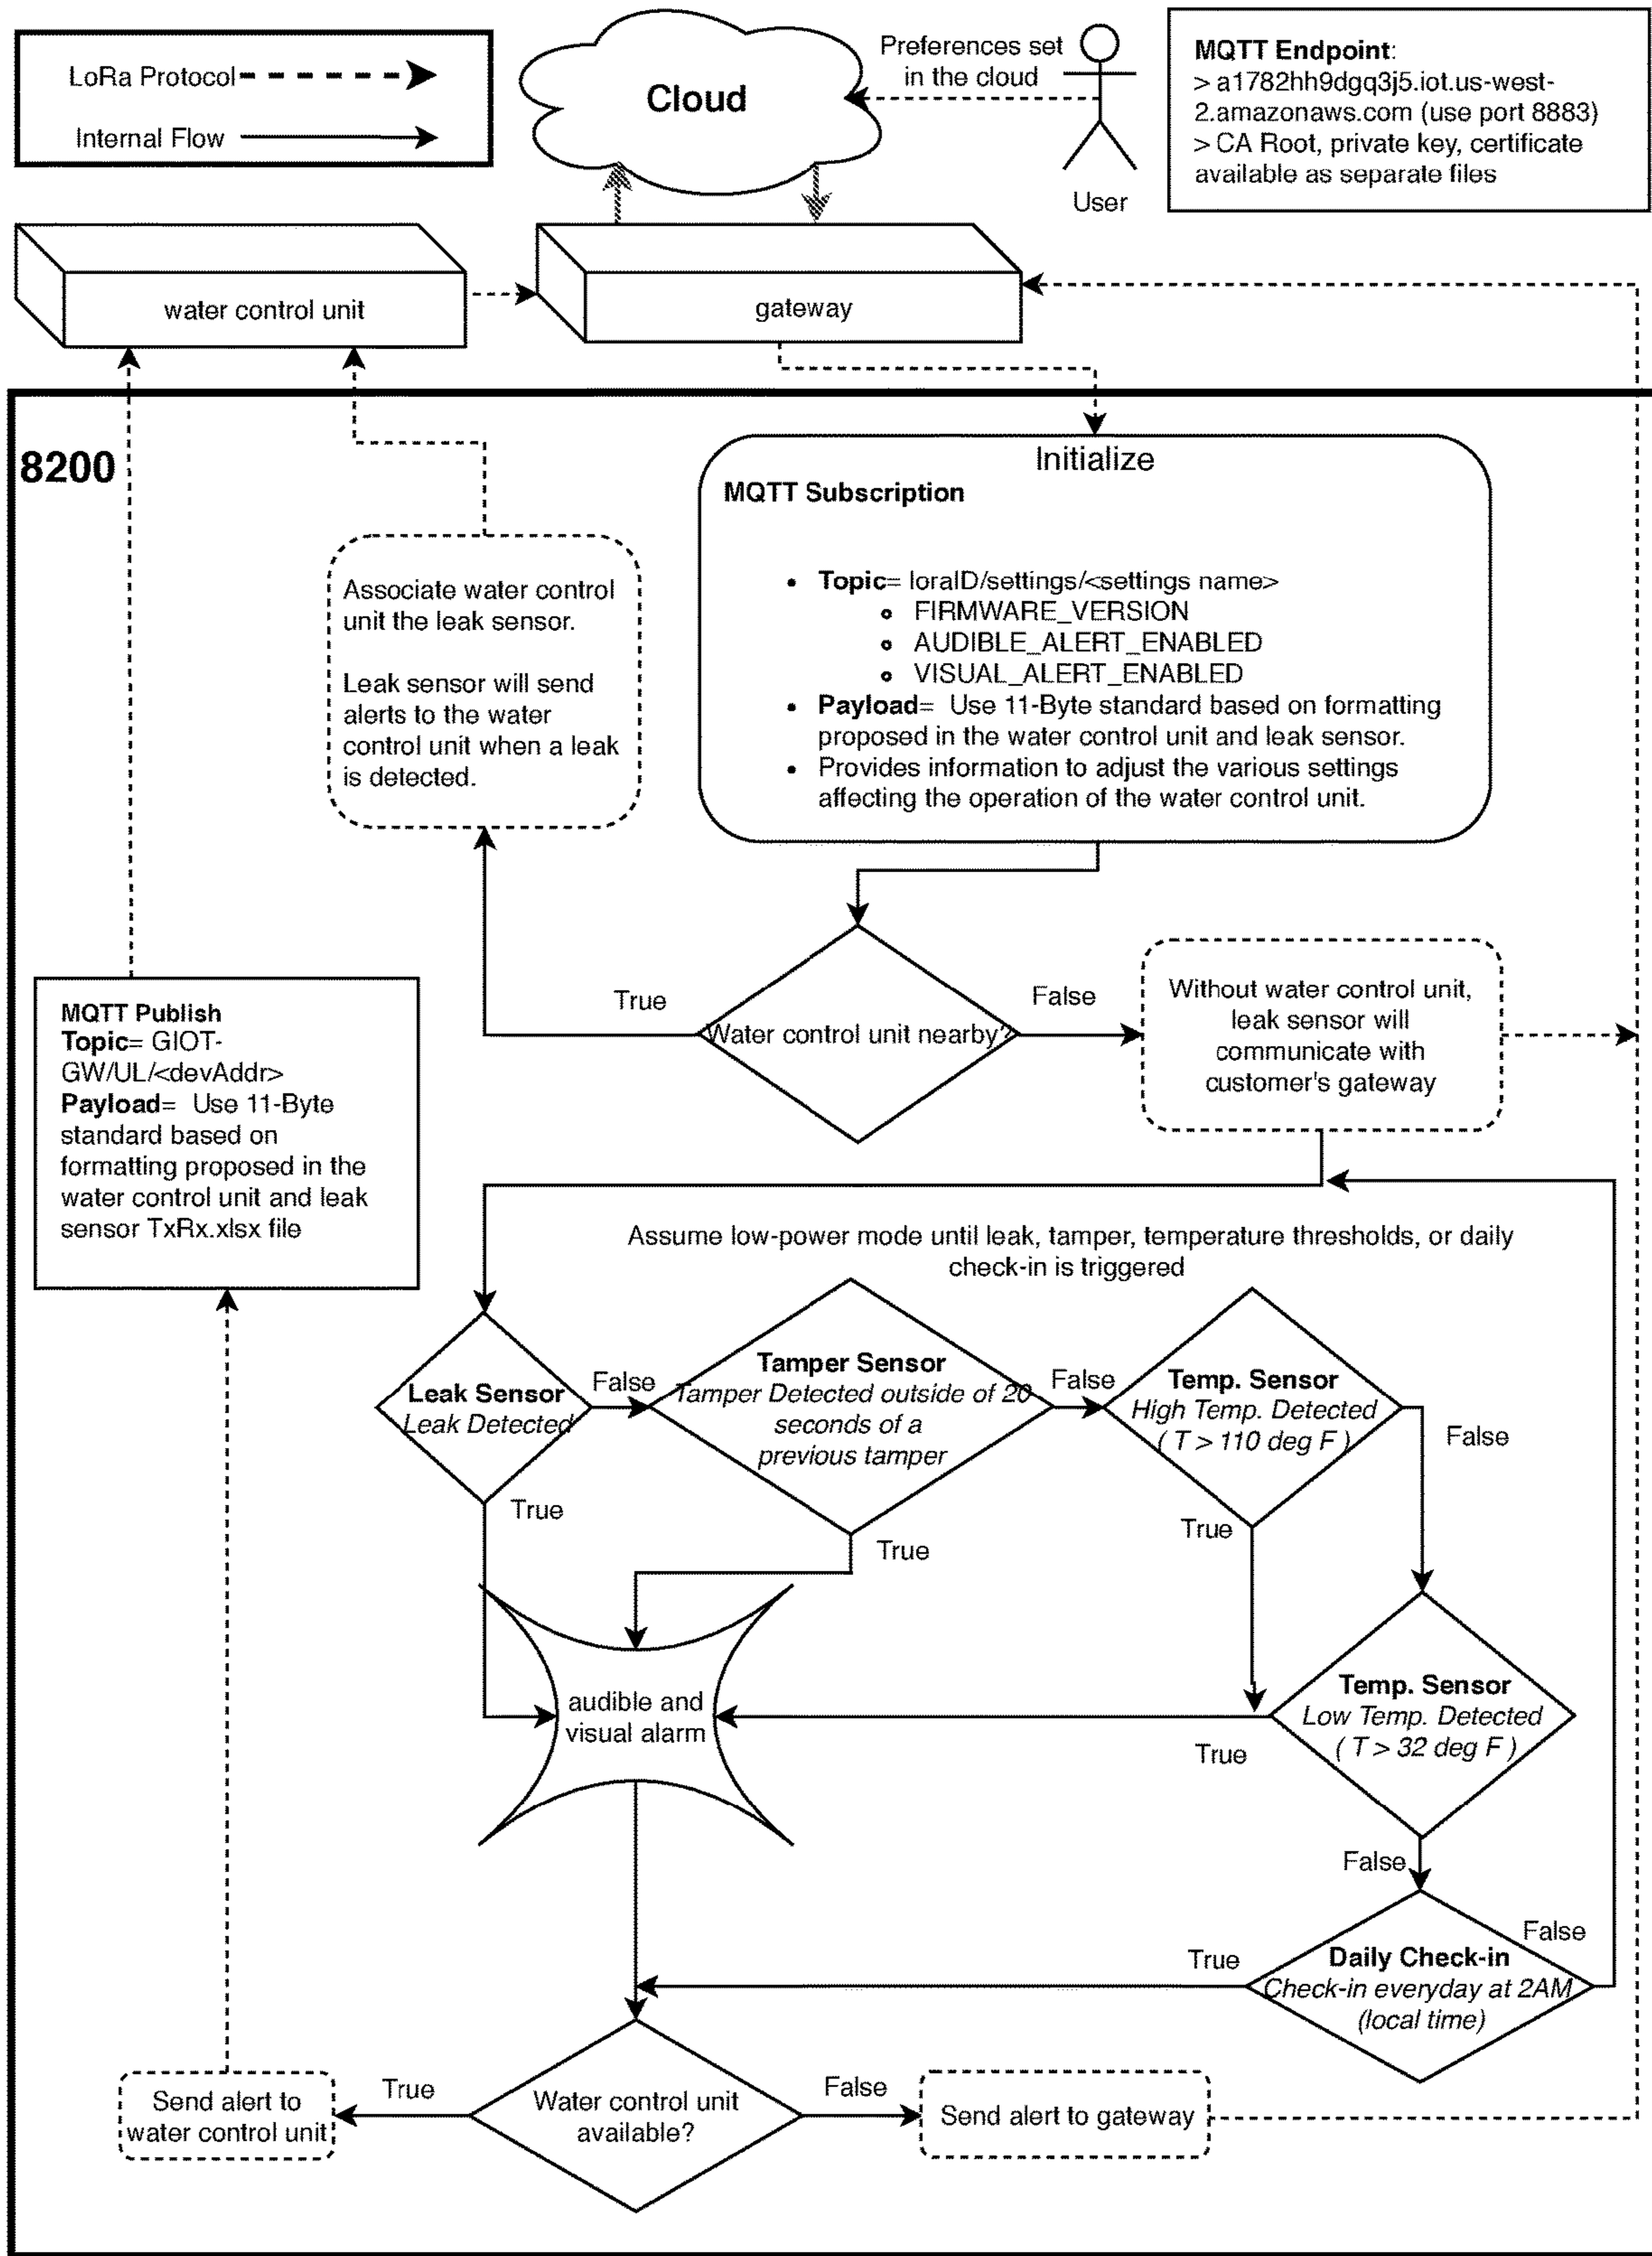 LoRa Protocol
Internal Flow
Cloud
Preferences set
in the cloud
User
MQTT Endpoint:
> a1782hh9dgq3j5.iot.us-west-
2.amazonaws.com (use port 8883)
> CA Root, private key, certificate
available as separate files
water control unit
gateway
8200
Initialize
MQTT Subscription
• Topic= loraID/settings/<settings name>
FIRMWARE_VERSION
AUDIBLE_ALERT_ENABLED
VISUAL_ALERT_ENABLED
• Payload= Use 11-Byte standard based on formatting
proposed in the water control unit and leak sensor.
• Provides information to adjust the various settings
affecting the operation of the water control unit.
Associate water control
unit the leak sensor.
Leak sensor will send
alerts to the water
control unit when a leak
is detected.
True
Water control unit nearby?
False
Without water control unit,
leak sensor will
communicate with
customer's gateway
MQTT Publish
Topic= GIOT-
GW/UL/<devAddr>
Payload= Use 11-Byte
standard based on
formatting proposed in the
water control unit and leak
sensor TxRx.xlsx file
Assume low-power mode until leak, tamper, temperature thresholds, or daily
check-in is triggered
Leak Sensor
Leak Detected
False
True
Tamper Sensor
Tamper Detected outside of 20
seconds of a
previous tamper
False
True
Temp. Sensor
High Temp. Detected
( T > 110 deg F )
False
True
audible and
visual alarm
Temp. Sensor
Low Temp. Detected
( T > 32 deg F )
True
False
Daily Check-in
Check-in everyday at 2AM
(local time)
True
False
Water control unit
available?
True
False
Send alert to
water control unit
Send alert to gateway